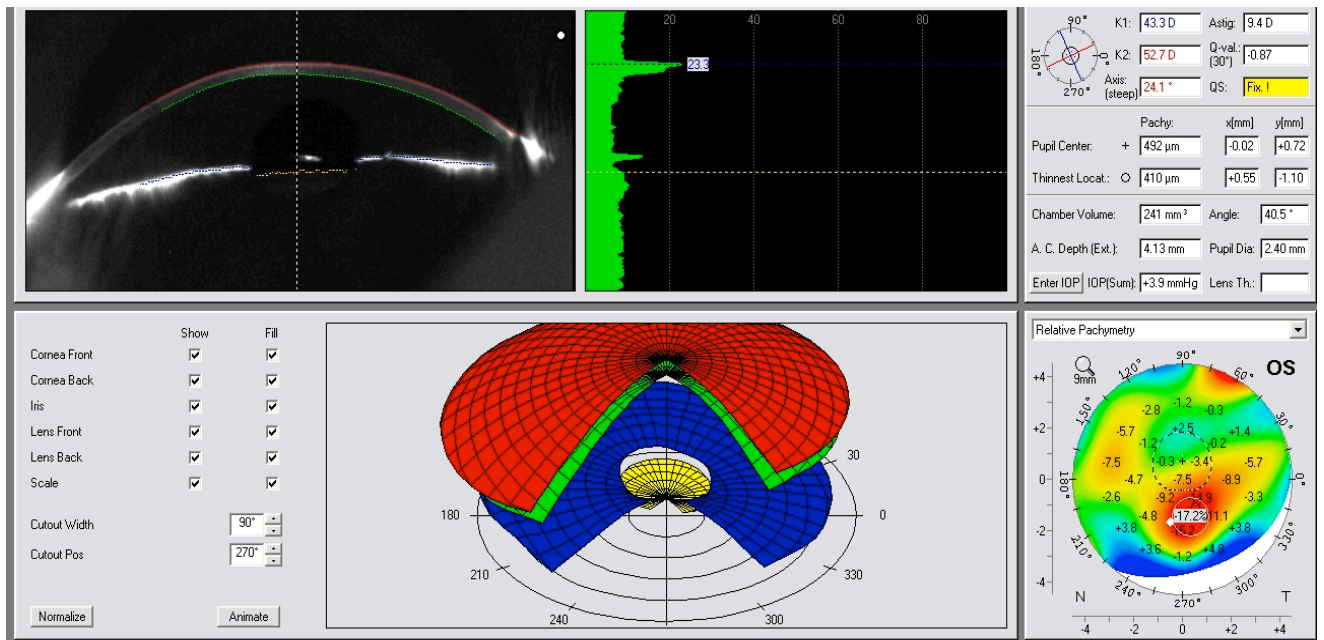 20 40 60 80
23.3
90°
180°
0°
270°
K1: 43.3 D Astig: 9.4 D
K2: 52.7 D Q-val.: (30°) -0.87
Axis: (steep) 24.1 ° QS: Fix. !
Pachy: x[mm] y[mm]
Pupil Center: + 492 µm -0.02 +0.72
Thinnest Locat.: O 410 µm +0.55 -1.10
Chamber Volume: 241 mm³ Angle: 40.5 °
A. C. Depth (Ext.): 4.13 mm Pupil Dia: 2.40 mm
Enter IOP IOP(Sum): +3.9 mmHg Lens Th.:
Show Fill
Cornea Front
Cornea Back
Iris
Lens Front
Lens Back
Scale
Cutout Width 90°
Cutout Pos 270°
Normalize Animate
30
180 0
210 330
240 300
Relative Pachymetry
OS
9mm
90°
120° 60°
150° 30°
180° 0°
210° 330°
240° 300°
270°
+4
+2
0
-2
-4
-1.2
-2.8 -0.3
-5.7 +2.5 +1.4
-1.2 -0.2
-7.5 -0.3 + -3.4 -5.7
-4.7 -7.5 -8.9
-2.6 -9.2 -14.9 -3.3
-4.8 -17.2% -11.1
+3.8 -15.2 +3.8
+3.6 -1.2 +4.9
N T
-4 -2 0 +2 +4